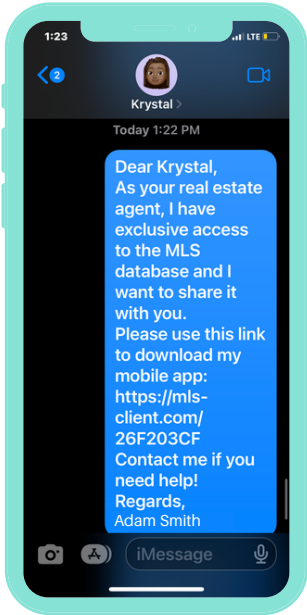 1:23
LTE
2
Krystal
Today 1:22 PM
Dear Krystal,
As your real estate
agent, I have
exclusive access
to the MLS
database and I
want to share it
with you.
Please use this link
to download my
mobile app:
https://mls-
client.com/
26F203CF
Contact me if you
need help!
Regards,
Adam Smith
iMessage